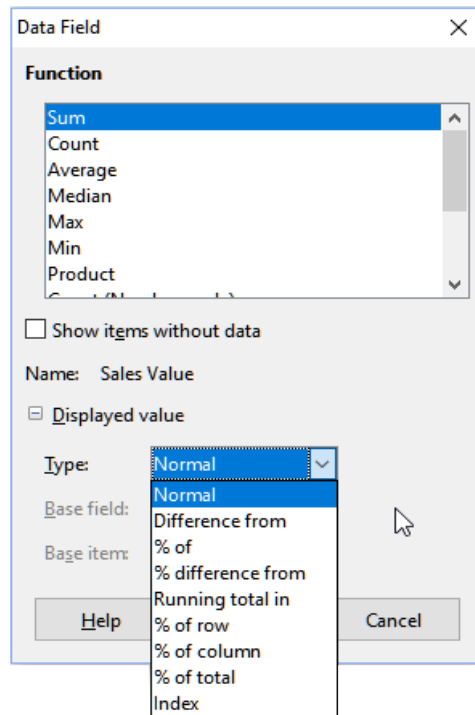 Data Field
Function
Sum
Count
Average
Median
Max
Min
Product
Show items without data
Name: Sales Value
Displayed value
Type: Normal
Normal
Base field:
Difference from
% of
Base item:
% difference from
Running total in
Help
% of row
Cancel
% of column
% of total
Index